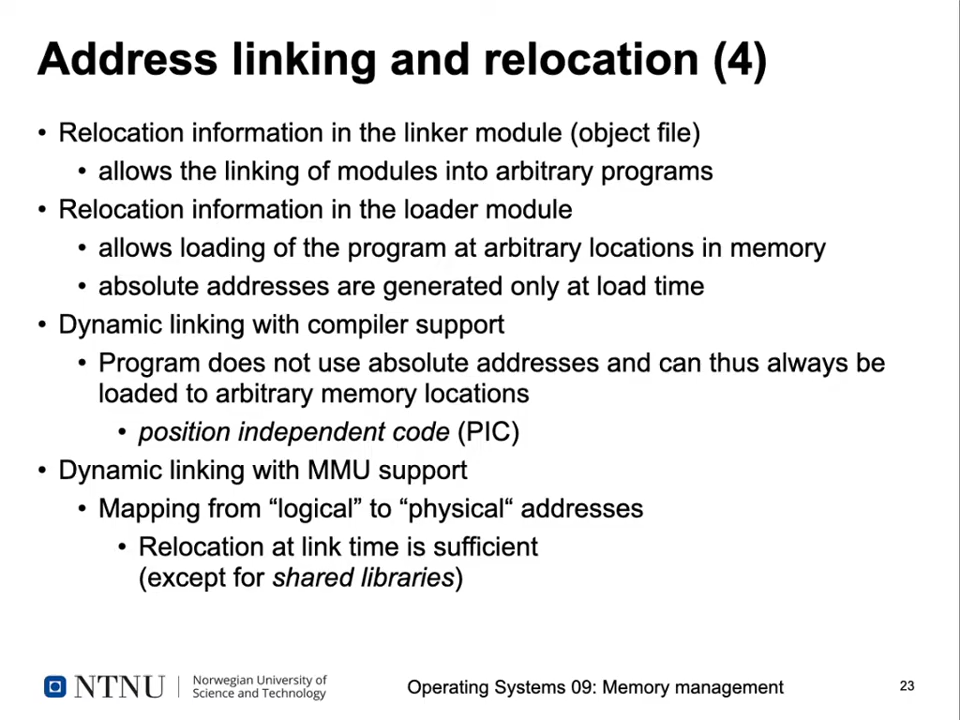 Address linking and relocation (4)
• Relocation information in the linker module (object file)
• allows the linking of modules into arbitrary programs
• Relocation information in the loader module
• allows loading of the program at arbitrary locations in memory
• absolute addresses are generated only at load time
• Dynamic linking with compiler support
• Program does not use absolute addresses and can thus always be
loaded to arbitrary memory locations
• position independent code (PIC)
• Dynamic linking with MMU support
• Mapping from “logical” to “physical“ addresses
• Relocation at link time is sufficient
(except for shared libraries)
NTNU
Norwegian University of
Science and Technology
Operating Systems 09: Memory management
23